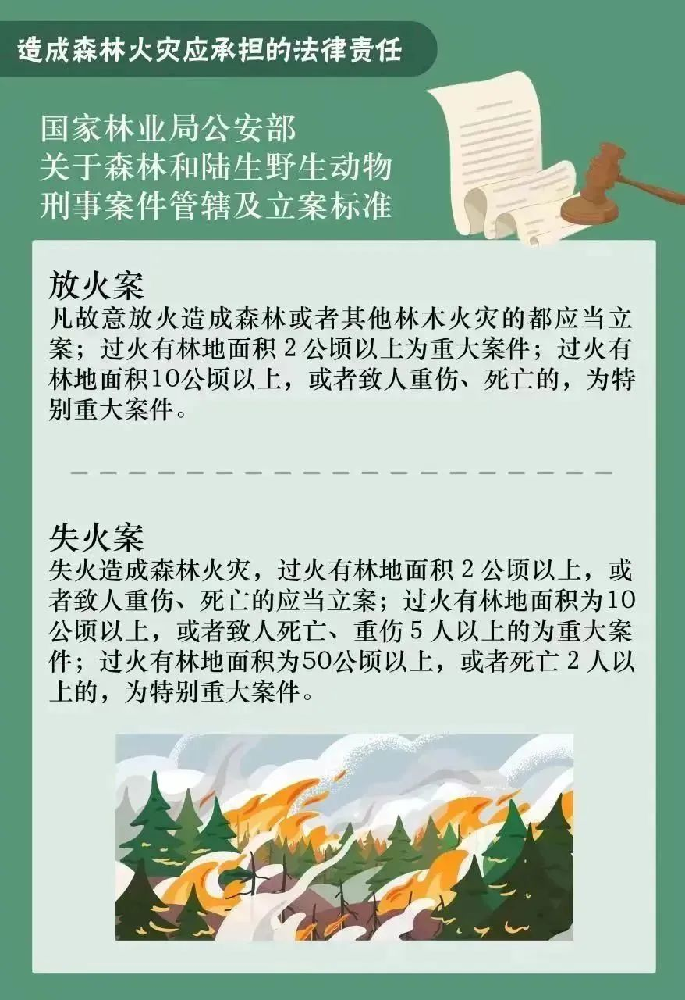 造成森林火灾应承担的法律责任
国家林业局公安部
关于森林和陆生野生动物
刑事案件管辖及立案标准
放火案
凡故意放火造成森林或者其他林木火灾的都应当立
案；过火有林地面积2公顷以上为重大案件；过火有
林地面积10公顷以上，或者致人重伤、死亡的，为特
别重大案件。
失火案
失火造成森林火灾，过火有林地面积2公顷以上，或
者致人重伤、死亡的应当立案；过火有林地面积为10
公顷以上，或者致人死亡、重伤5人以上的为重大案
件；过火有林地面积为50公顷以上，或者死亡2人以
上的，为特别重大案件。